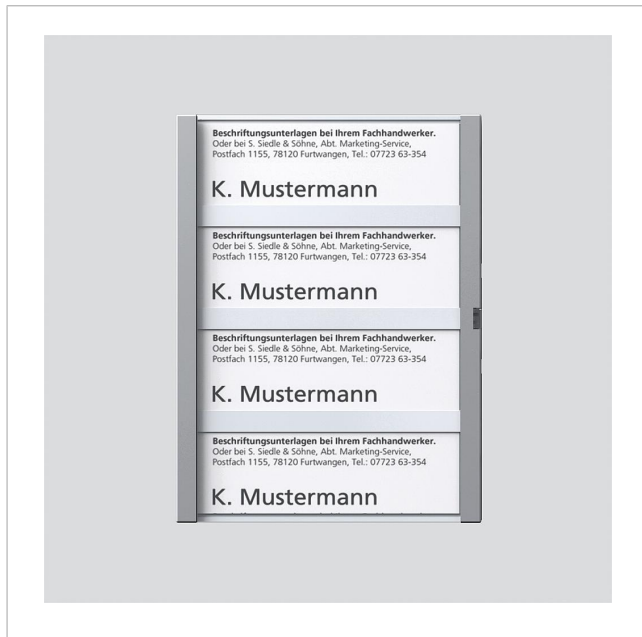 Beschriftungsunterlagen bei Ihrem Fachhandwerker.
Oder bei S. Siedle & Söhne, Abt. Marketing-Service,
Postfach 1155, 78120 Furtwangen, Tel.: 07723 63-354
K. Mustermann
Beschriftungsunterlagen bei Ihrem Fachhandwerker.
Oder bei S. Siedle & Söhne, Abt. Marketing-Service,
Postfach 1155, 78120 Furtwangen, Tel.: 07723 63-354
K. Mustermann
Beschriftungsunterlagen bei Ihrem Fachhandwerker.
Oder bei S. Siedle & Söhne, Abt. Marketing-Service,
Postfach 1155, 78120 Furtwangen, Tel.: 07723 63-354
K. Mustermann
Beschriftungsunterlagen bei Ihrem Fachhandwerker.
Oder bei S. Siedle & Söhne, Abt. Marketing-Service,
Postfach 1155, 78120 Furtwangen, Tel.: 07723 63-354
K. Mustermann